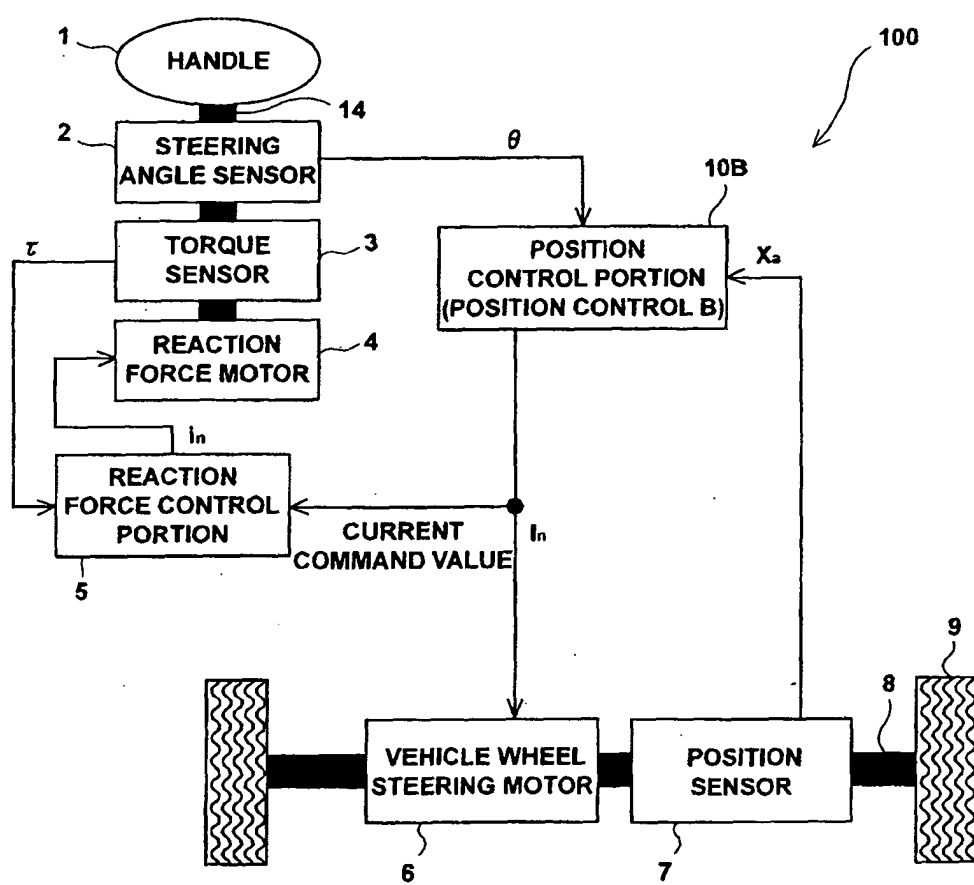 1
HANDLE
100
14
2
STEERING
ANGLE SENSOR
θ
10B
τ
TORQUE
SENSOR
3
POSITION
CONTROL PORTION
(POSITION CONTROL B)
Xa
REACTION
FORCE MOTOR
4
in
REACTION
FORCE CONTROL
PORTION
5
CURRENT
COMMAND VALUE
In
9
8
VEHICLE WHEEL
STEERING MOTOR
POSITION
SENSOR
6
7